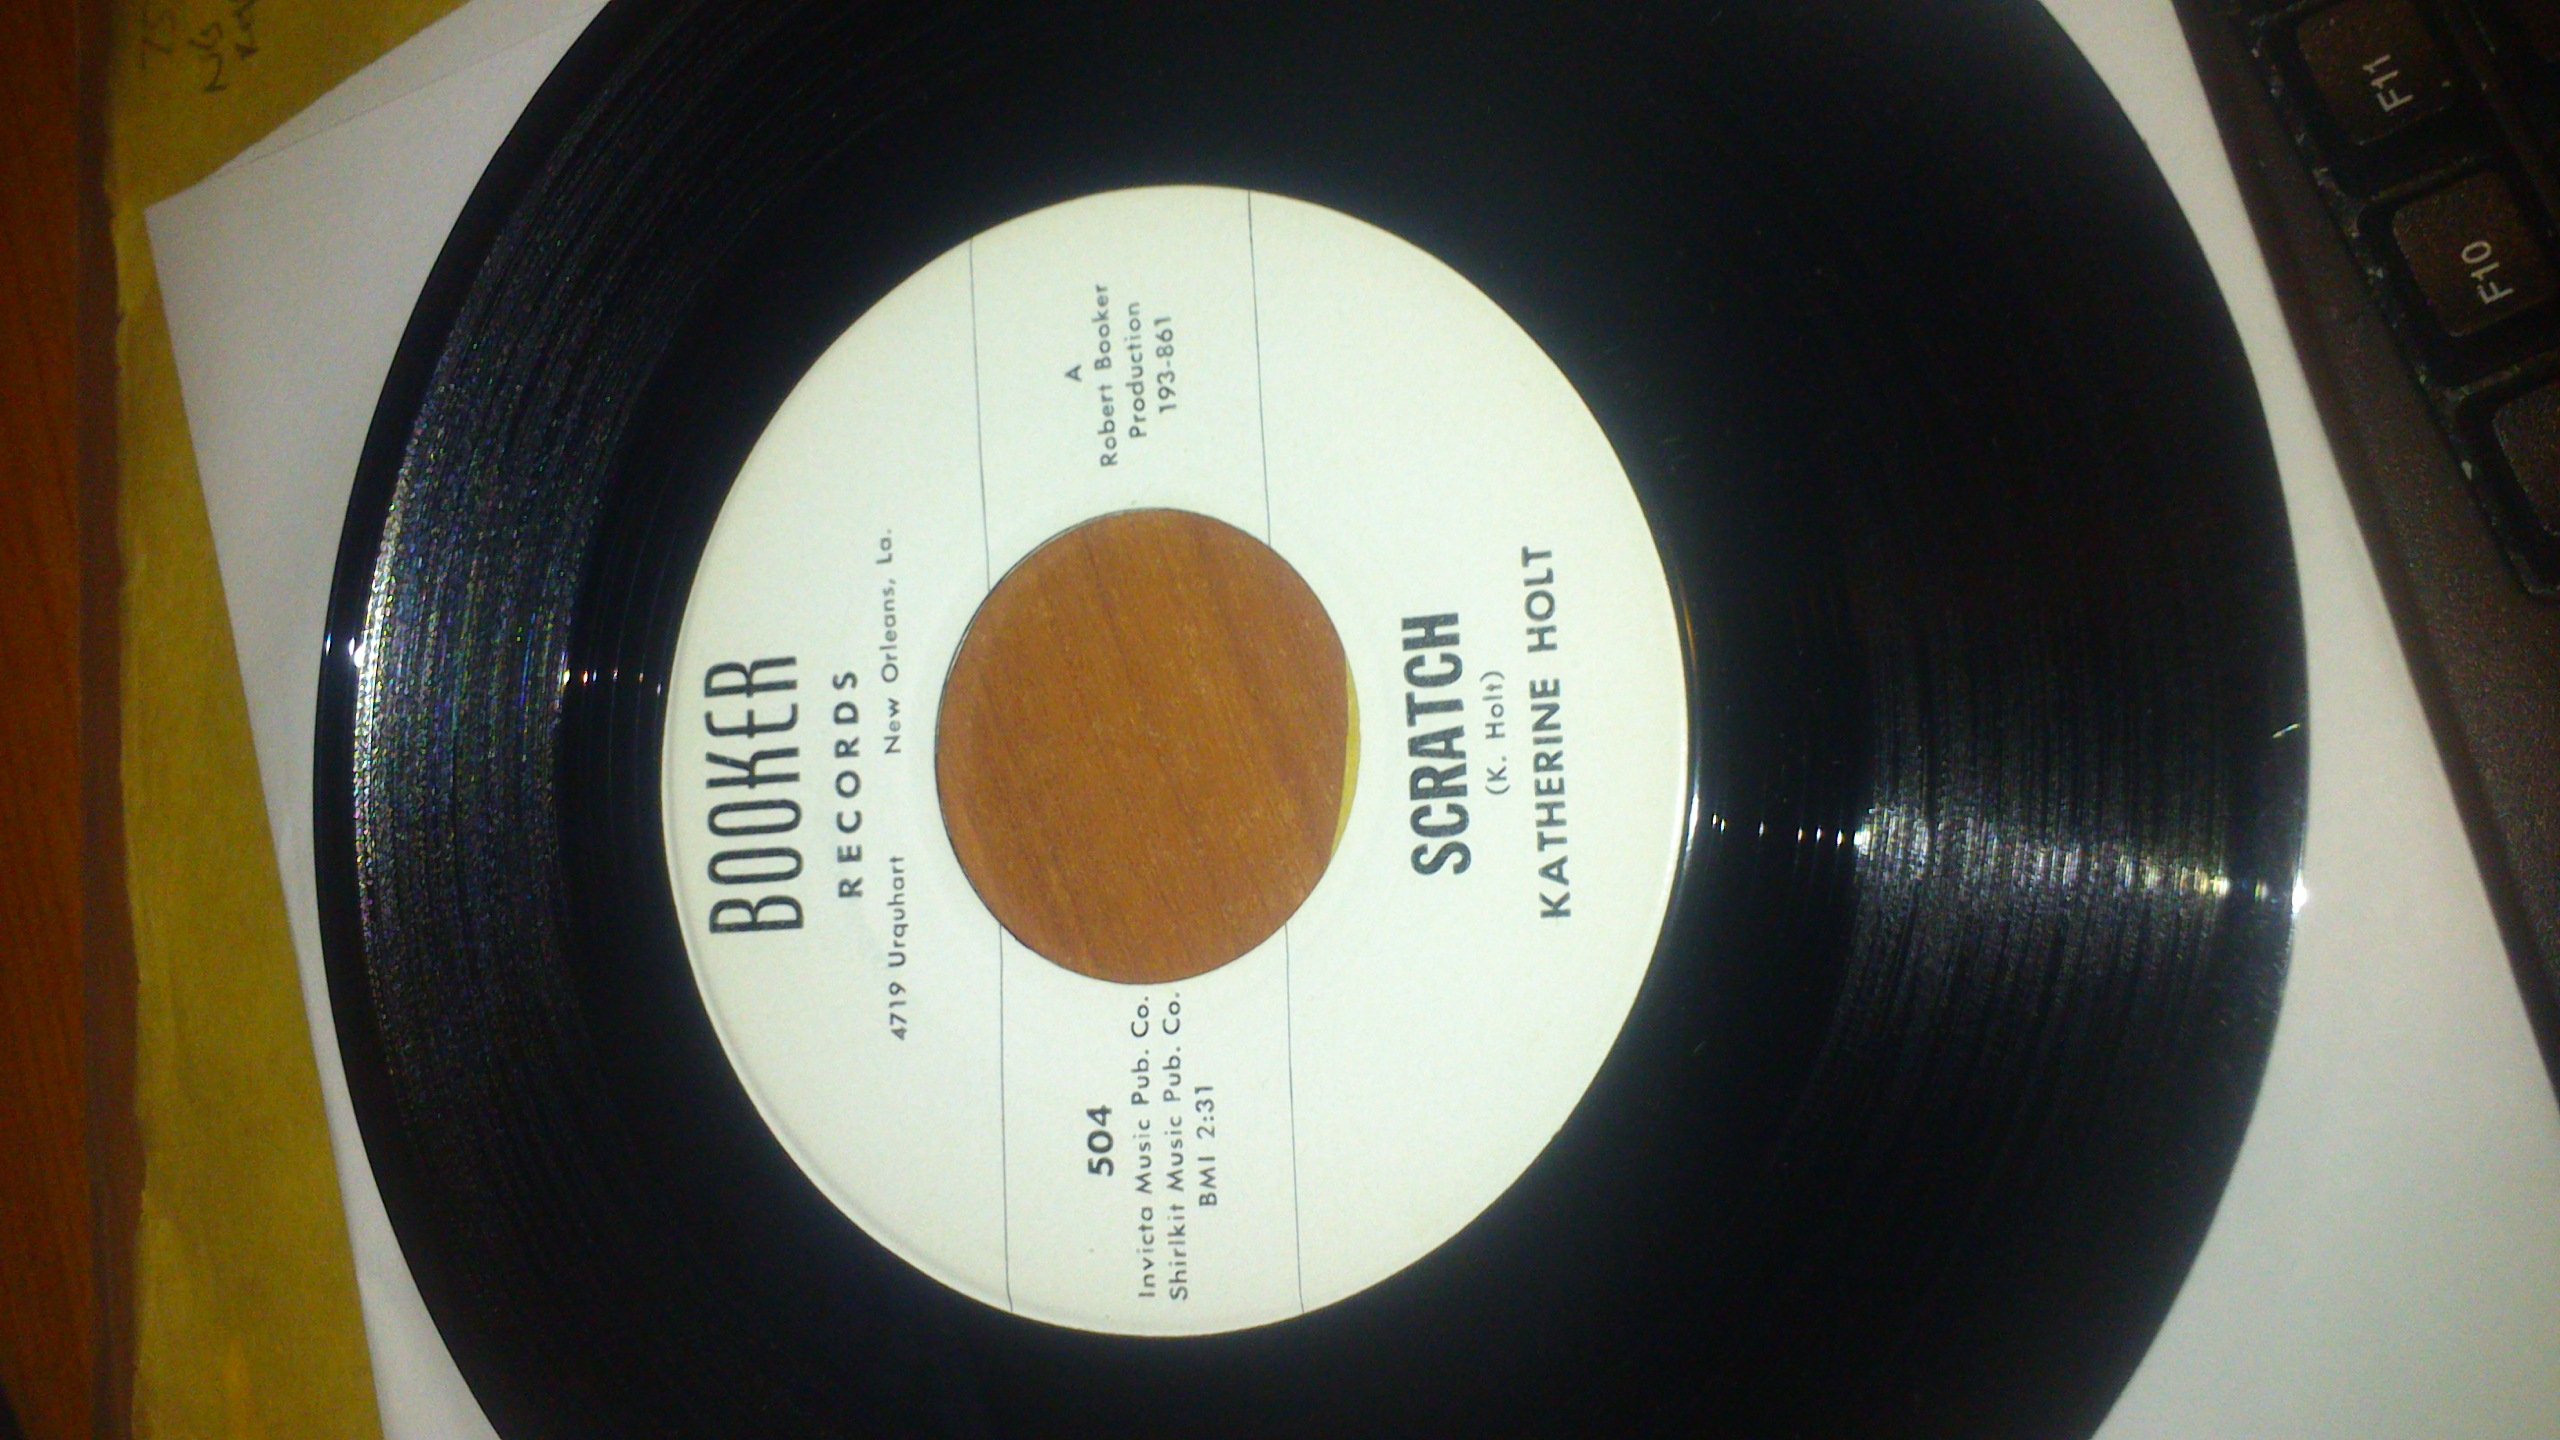 BOOKER
RECORDS
4719 Urquhart New Orleans, La.
504
Invicta Music Pub. Co.
Shirlkit Music Pub. Co.
BMI 2:31
A
Robert Booker
Production
193-861
SCRATCH
(K. Holt)
KATHERINE HOLT
F10
F11